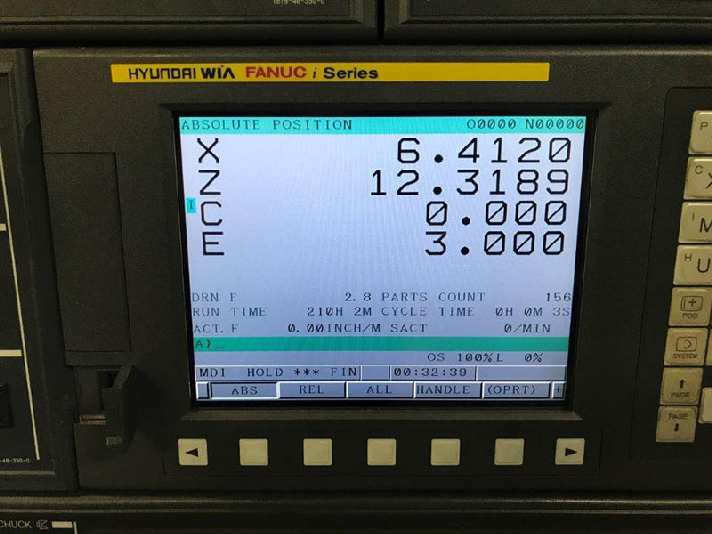 HYUNDAI WIA FANUC i Series
ABSOLUTE POSITION O0000 N00000
X 6.4120
Z 12.3189
I
C 0.000
E 3.000
DRN F 2.8 PARTS COUNT 156
RUN TIME 210H 2M CYCLE TIME 0H 0M 3S
ACT.F 0.00INCH/M SACT 0/MIN
A)_
OS 100% L 0%
MDI HOLD *** FIN 00:32:39
ABS REL ALL HANDLE (OPRT) +
POS
SYSTEM
PAGE
PAGE
CHUCK